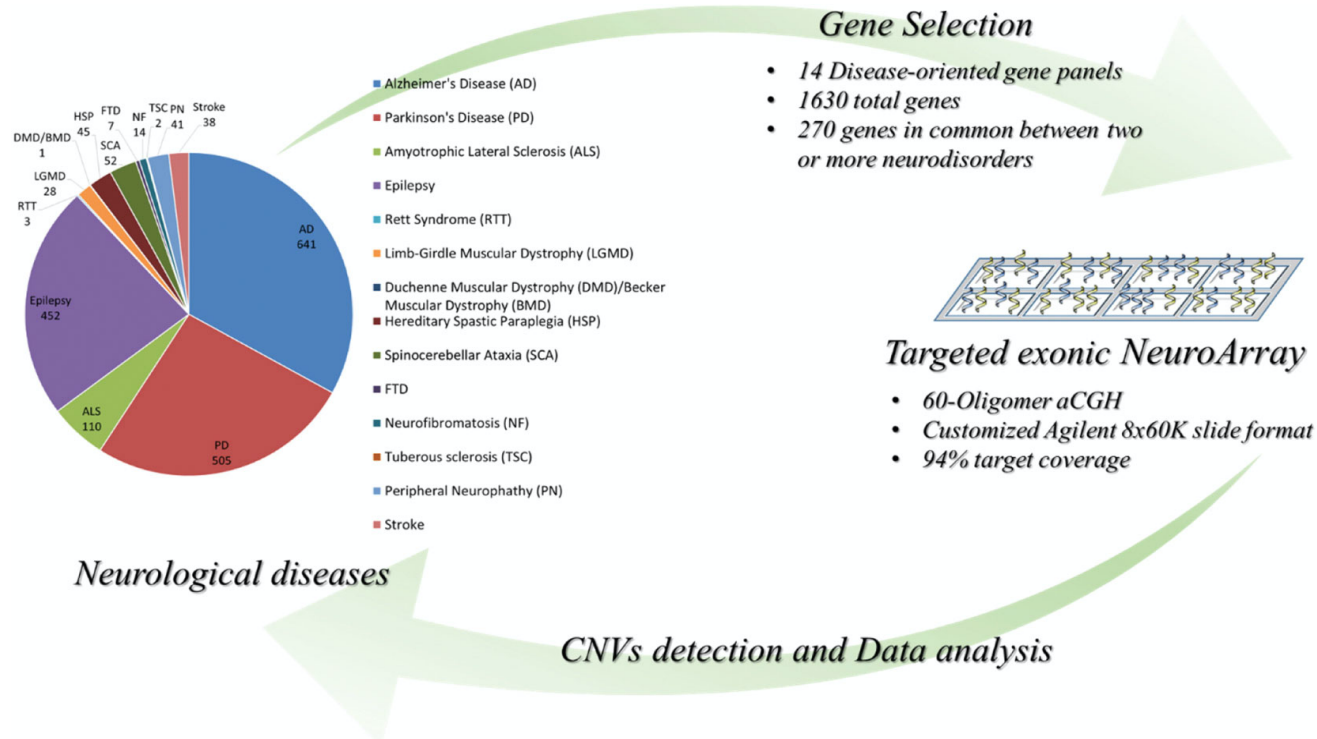 Gene Selection
• 14 Disease-oriented gene panels
• 1630 total genes
• 270 genes in common between two
or more neurodisorders
Alzheimer's Disease (AD)
Parkinson's Disease (PD)
Amyotrophic Lateral Sclerosis (ALS)
Epilepsy
Rett Syndrome (RTT)
Limb-Girdle Muscular Dystrophy (LGMD)
Duchenne Muscular Dystrophy (DMD)/Becker
Muscular Dystrophy (BMD)
Hereditary Spastic Paraplegia (HSP)
Spinocerebellar Ataxia (SCA)
FTD
Neurofibromatosis (NF)
Tuberous sclerosis (TSC)
Peripheral Neurophathy (PN)
Stroke
AD
641
PD
505
ALS
110
Epilepsy
452
RTT
3
LGMD
28
DMD/BMD
1
HSP
45
SCA
52
FTD
7
NF
14
TSC
2
PN
41
Stroke
38
Targeted exonic NeuroArray
• 60-Oligomer aCGH
• Customized Agilent 8x60K slide format
• 94% target coverage
Neurological diseases
CNVs detection and Data analysis